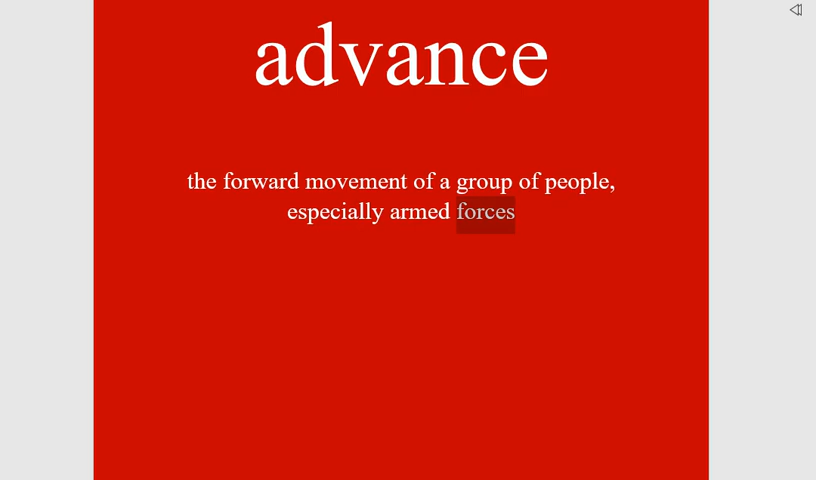 advance
the forward movement of a group of people,
especially armed forces